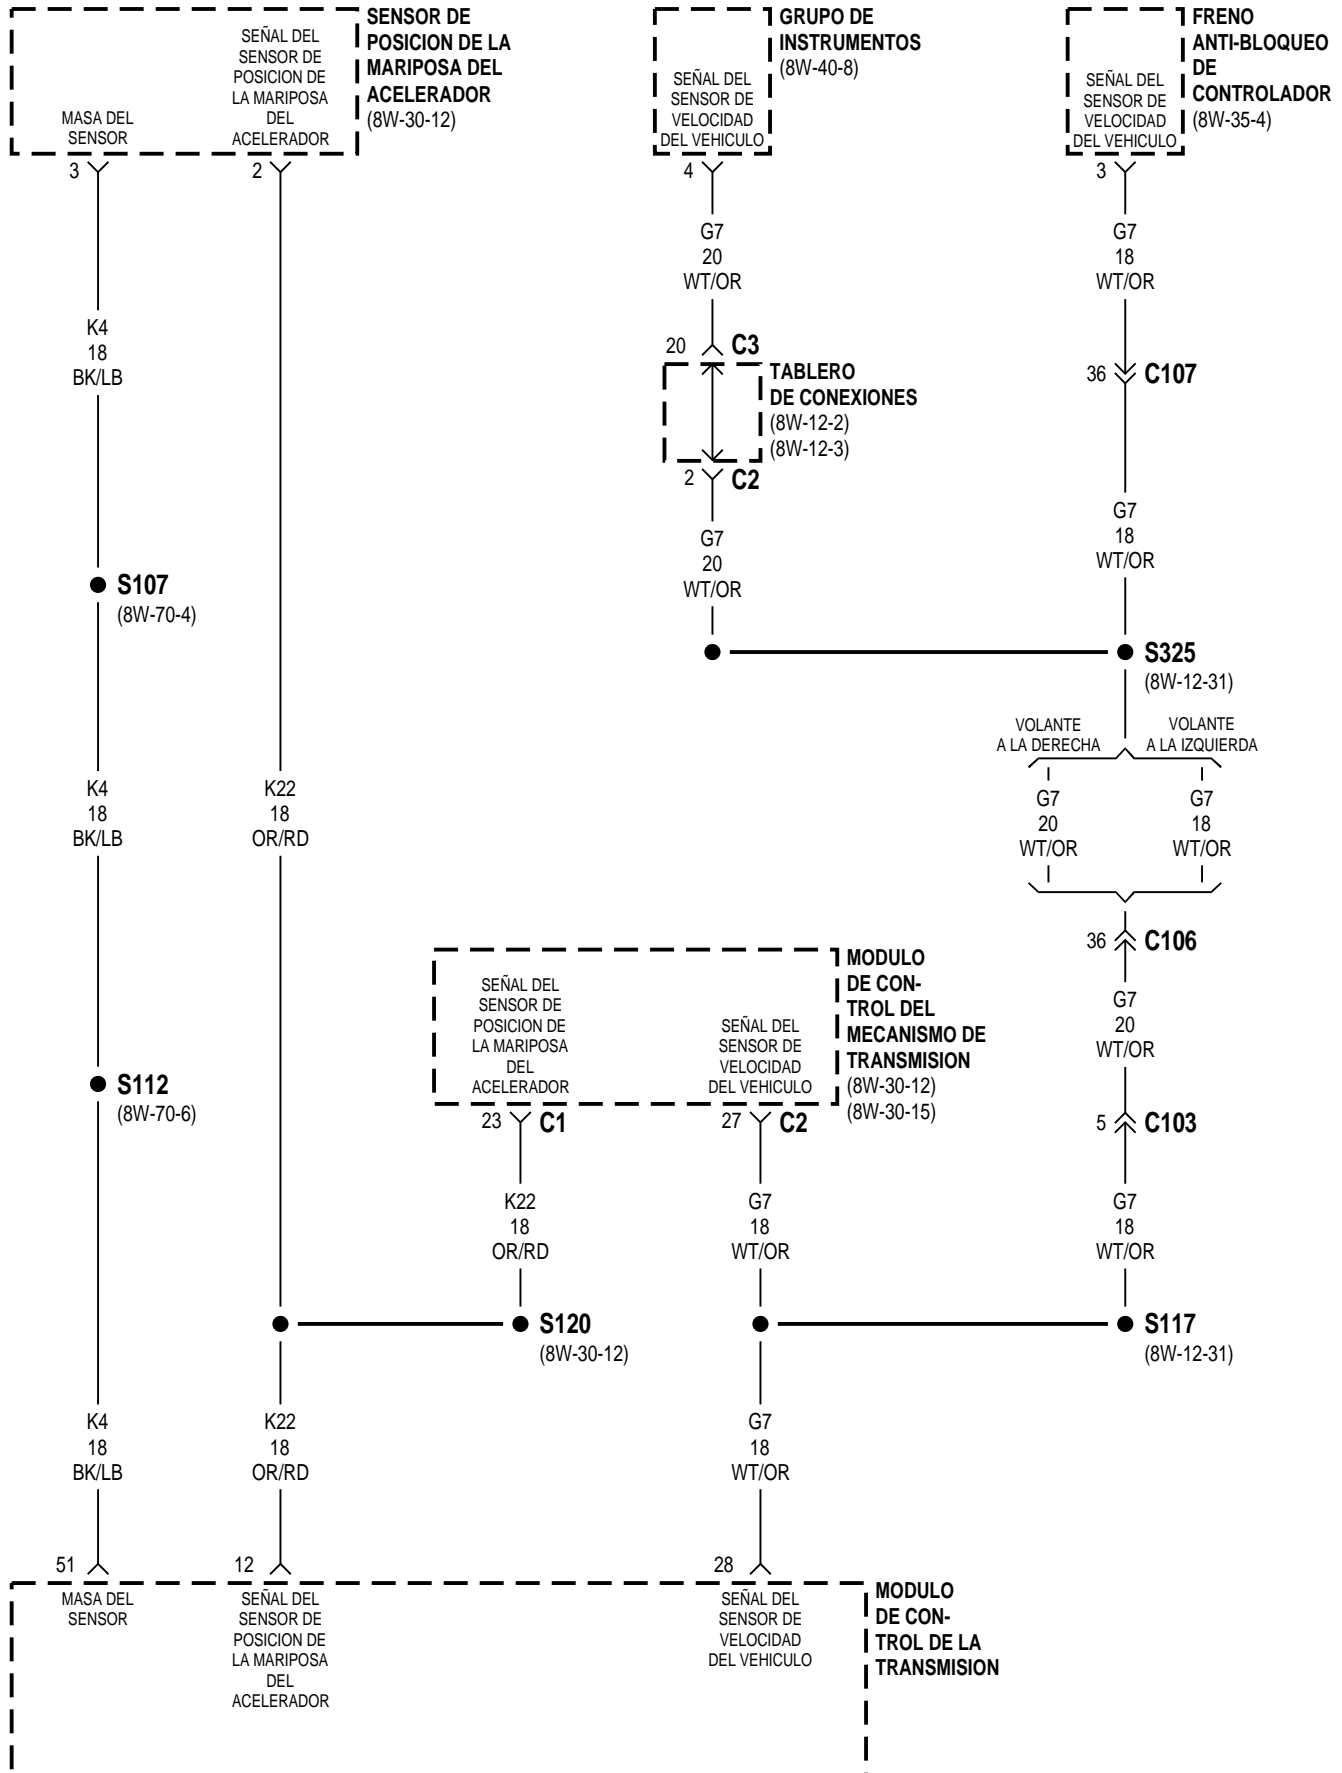 SENSOR DE
POSICION DE LA
MARIPOSA DEL
ACELERADOR
(8W-30-12)
MASA DEL
SENSOR
SEÑAL DEL
SENSOR DE
POSICION DE
LA MARIPOSA
DEL
ACELERADOR
3
2
GRUPO DE
INSTRUMENTOS
(8W-40-8)
SEÑAL DEL
SENSOR DE
VELOCIDAD
DEL VEHICULO
4
FRENO
ANTI-BLOQUEO
DE
CONTROLADOR
(8W-35-4)
SEÑAL DEL
SENSOR DE
VELOCIDAD
DEL VEHICULO
3
G7
20
WT/OR
G7
18
WT/OR
K4
18
BK/LB
20 C3
TABLERO
DE CONEXIONES
(8W-12-2)
(8W-12-3)
2 C2
36 C107
G7
20
WT/OR
G7
18
WT/OR
S107
(8W-70-4)
S325
(8W-12-31)
VOLANTE
A LA DERECHA
VOLANTE
A LA IZQUIERDA
K4
18
BK/LB
K22
18
OR/RD
G7
20
WT/OR
G7
18
WT/OR
36 C106
MODULO
DE CON-
TROL DEL
MECANISMO DE
TRANSMISION
(8W-30-12)
(8W-30-15)
SEÑAL DEL
SENSOR DE
POSICION DE
LA MARIPOSA
DEL
ACELERADOR
SEÑAL DEL
SENSOR DE
VELOCIDAD
DEL VEHICULO
G7
20
WT/OR
S112
(8W-70-6)
23 C1
27 C2
5 C103
K22
18
OR/RD
G7
18
WT/OR
G7
18
WT/OR
S120
(8W-30-12)
S117
(8W-12-31)
K4
18
BK/LB
K22
18
OR/RD
G7
18
WT/OR
51
12
28
MASA DEL
SENSOR
SEÑAL DEL
SENSOR DE
POSICION DE
LA MARIPOSA
DEL
ACELERADOR
SEÑAL DEL
SENSOR DE
VELOCIDAD
DEL VEHICULO
MODULO
DE CON-
TROL DE LA
TRANSMISION